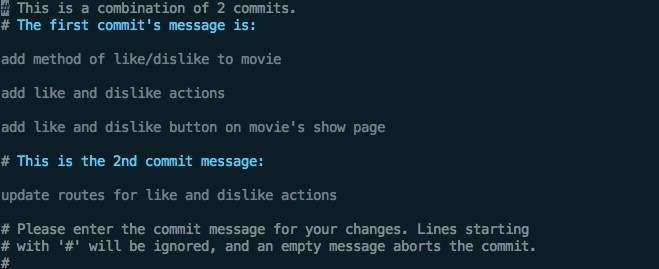 # This is a combination of 2 commits.
# The first commit's message is:
add method of like/dislike to movie
add like and dislike actions
add like and dislike button on movie's show page
# This is the 2nd commit message:
update routes for like and dislike actions
# Please enter the commit message for your changes. Lines starting
# with '#' will be ignored, and an empty message aborts the commit.
#